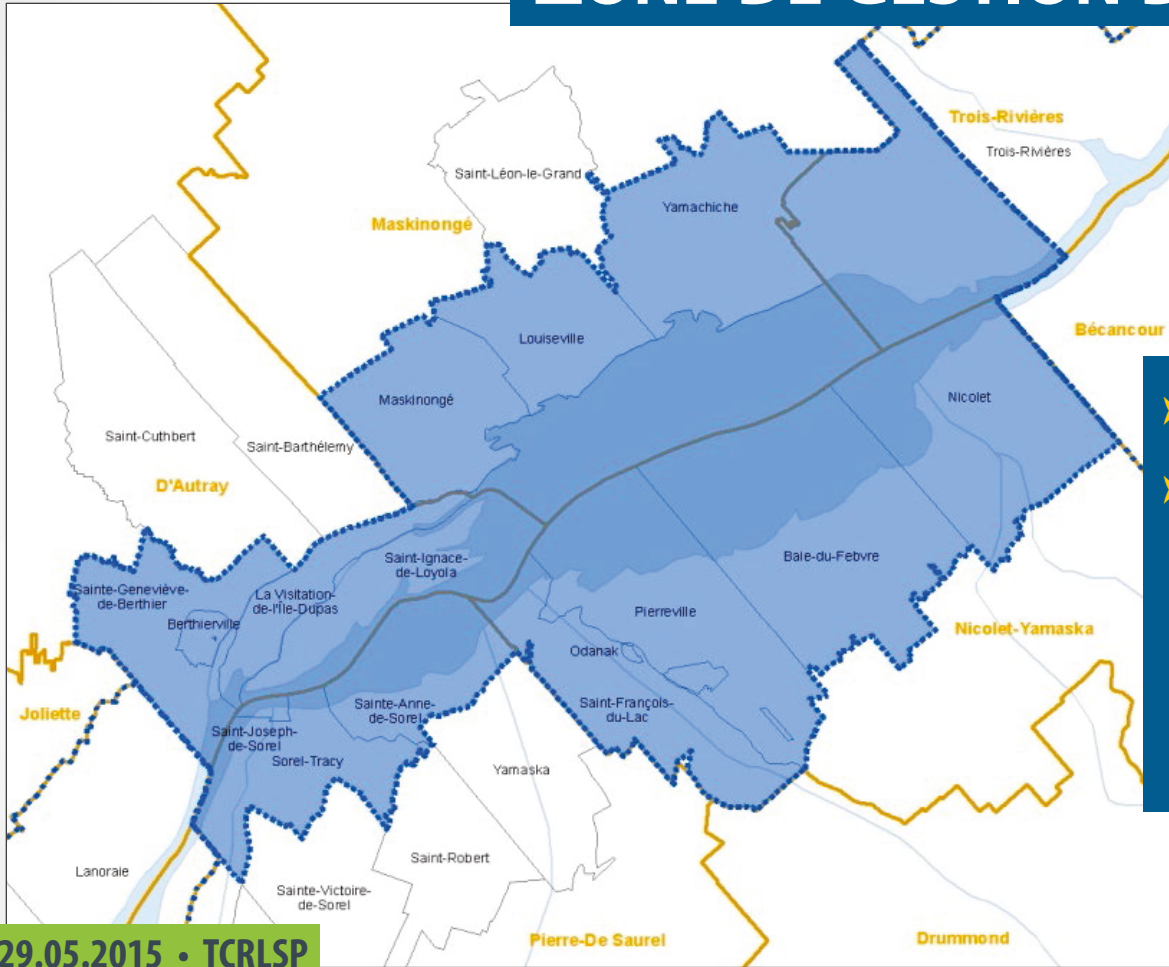 ZONE DE GESTION D
Trois-Rivières
Trois-Rivières
Saint-Léon-le-Grand
Yamachiche
Maskinongé
Bécancour
Louiseville
Maskinongé
Nicolet
Saint-Cuthbert
Saint-Barthélemy
D'Autray
Saint-Ignace-
de-Loyola
Baie-du-Febvre
Sainte-Geneviève-
de-Berthier
La Visitation-
de-l'Île-Dupas
Berthierville
Pierreville
Nicolet-Yamaska
Odanak
Joliette
Sainte-Anne-
de-Sorel
Saint-François-
du-Lac
Saint-Joseph-
de-Sorel
Sorel-Tracy
Yamaska
Saint-Robert
Lanoraie
Sainte-Victoire-
de-Sorel
Pierre-De Saurel
Drummond
29.05.2015 • TCRLSP